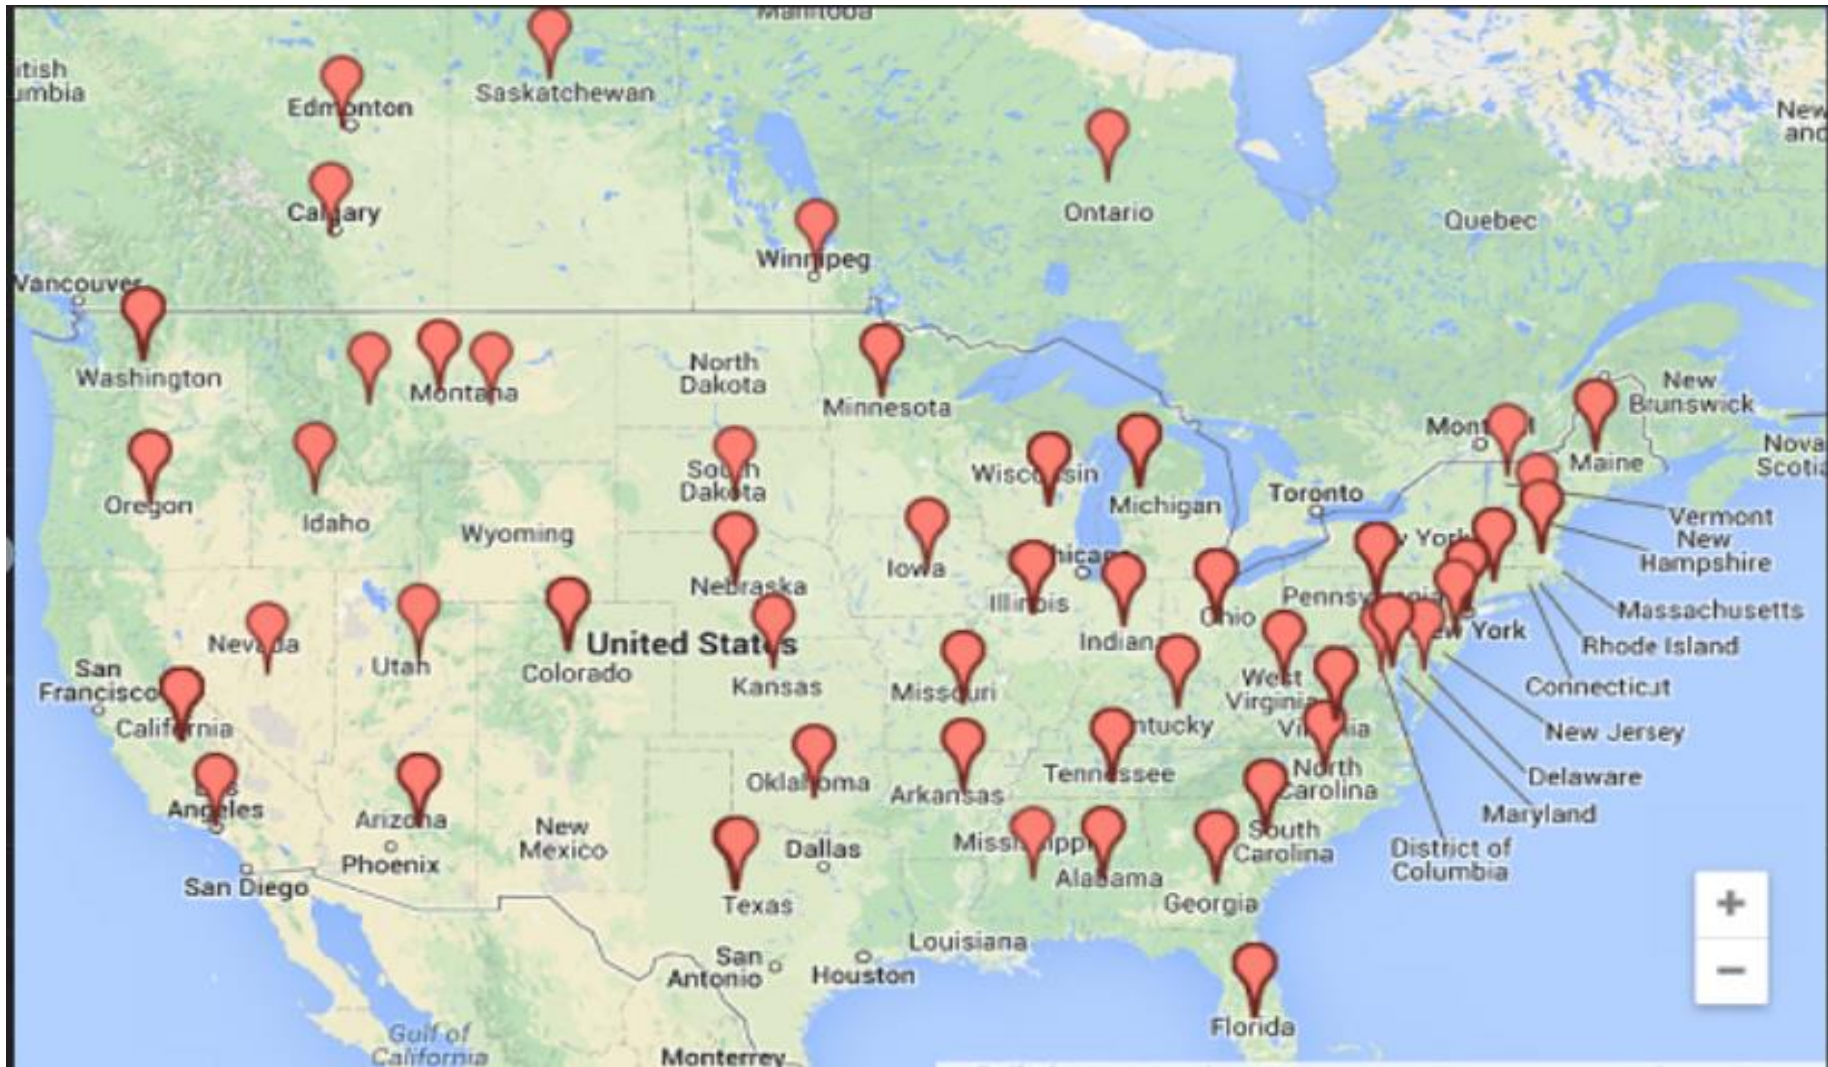 Manitoba
itish
umbia
Edmonton
Saskatchewan
New
and
Calgary
Ontario
Quebec
Winnipeg
Vancouver
Washington
Montana
North
Dakota
Minnesota
New
Brunswick
Montreal
Nova
Scotia
Maine
Oregon
Idaho
Wyoming
South
Dakota
Wisconsin
Michigan
Toronto
Vermont
New
Hampshire
Iowa
Chicago
Nebraska
Illinois
Indiana
Ohio
Pennsylvania
New York
Massachusetts
Nevada
Utah
Colorado
United States
Kansas
Missouri
West
Virginia
New York
Rhode Island
Connecticut
San
Francisco
California
Kentucky
Virginia
New Jersey
Los
Angeles
Arizona
Phoenix
San Diego
New
Mexico
Oklahoma
Arkansas
Tennessee
North
Carolina
Delaware
Maryland
District of
Columbia
Dallas
Texas
Mississippi
Alabama
Georgia
South
Carolina
+
−
San
Antonio
Houston
Louisiana
Florida
Gulf of
California
Monterrey